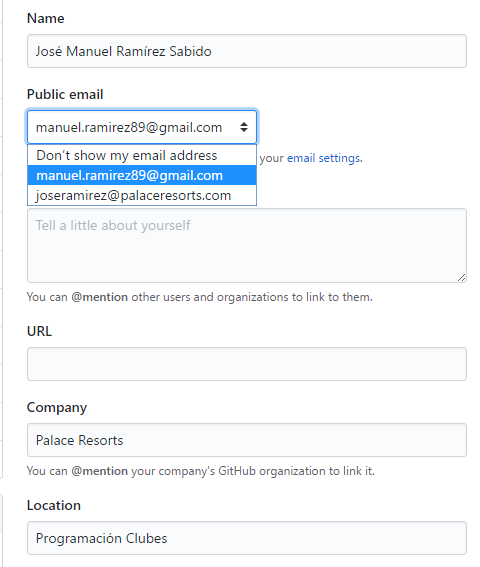 Name
José Manuel Ramírez Sabido
Public email
manuel.ramirez89@gmail.com
Don't show my email address
your email settings.
manuel.ramirez89@gmail.com
joseramirez@palaceresorts.com
Tell a little about yourself
You can @mention other users and organizations to link to them.
URL
Company
Palace Resorts
You can @mention your company's GitHub organization to link it.
Location
Programación Clubes